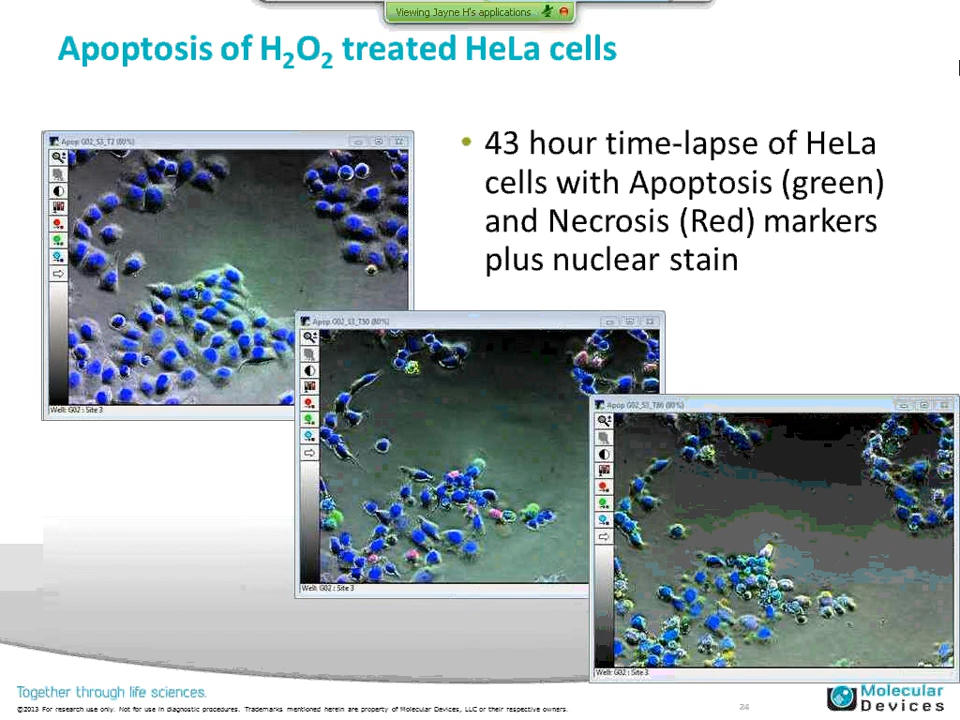 Viewing Jayne H's applications
Apoptosis of H₂O₂ treated HeLa cells
Apop G02_S3_T2 (80%)
Well: G02 : Site 3
• 43 hour time-lapse of HeLa
cells with Apoptosis (green)
and Necrosis (Red) markers
plus nuclear stain
Apop G02_S3_T50 (80%)
Well: G02 : Site 3
Apop G02_S3_T86 (80%)
Well: G02 : Site 3
Together through life sciences.
©2013 For research use only. Not for use in diagnostic procedures. Trademarks mentioned herein are property of Molecular Devices, LLC or their respective owners.
24
Molecular
Devices